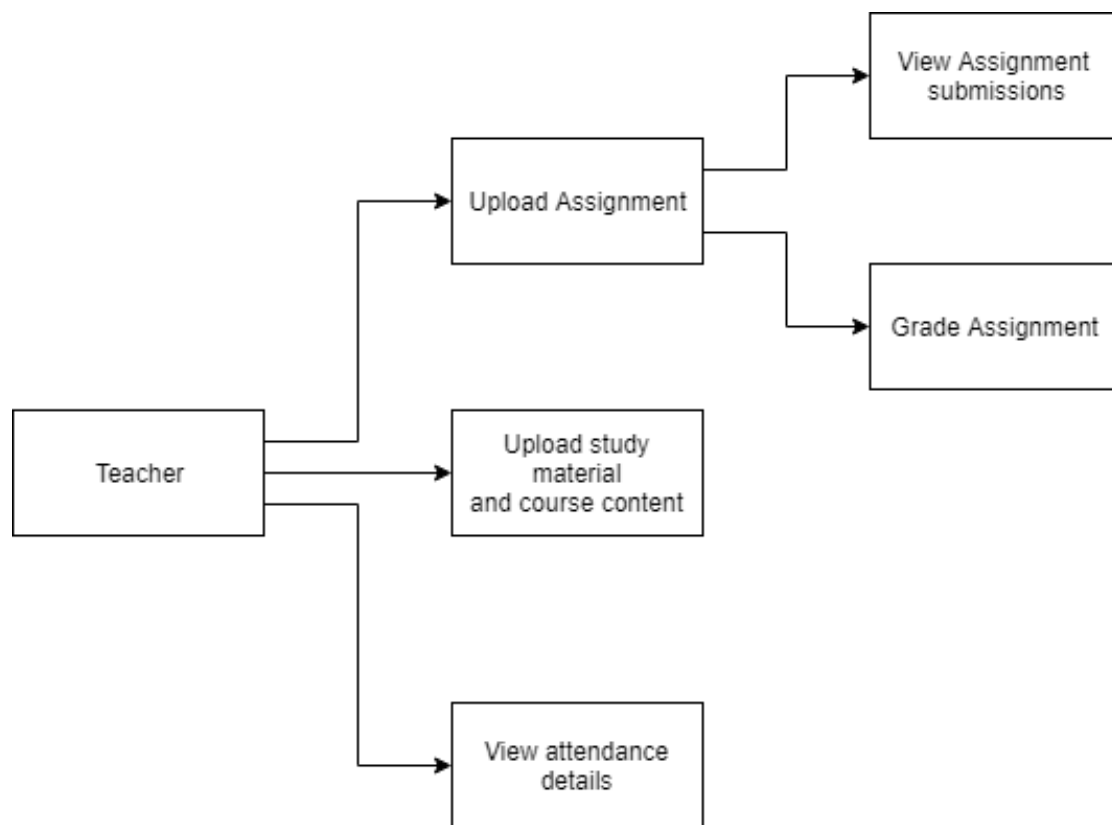 View Assignment
submissions
Upload Assignment
Grade Assignment
Teacher
Upload study
material
and course content
View attendance
details